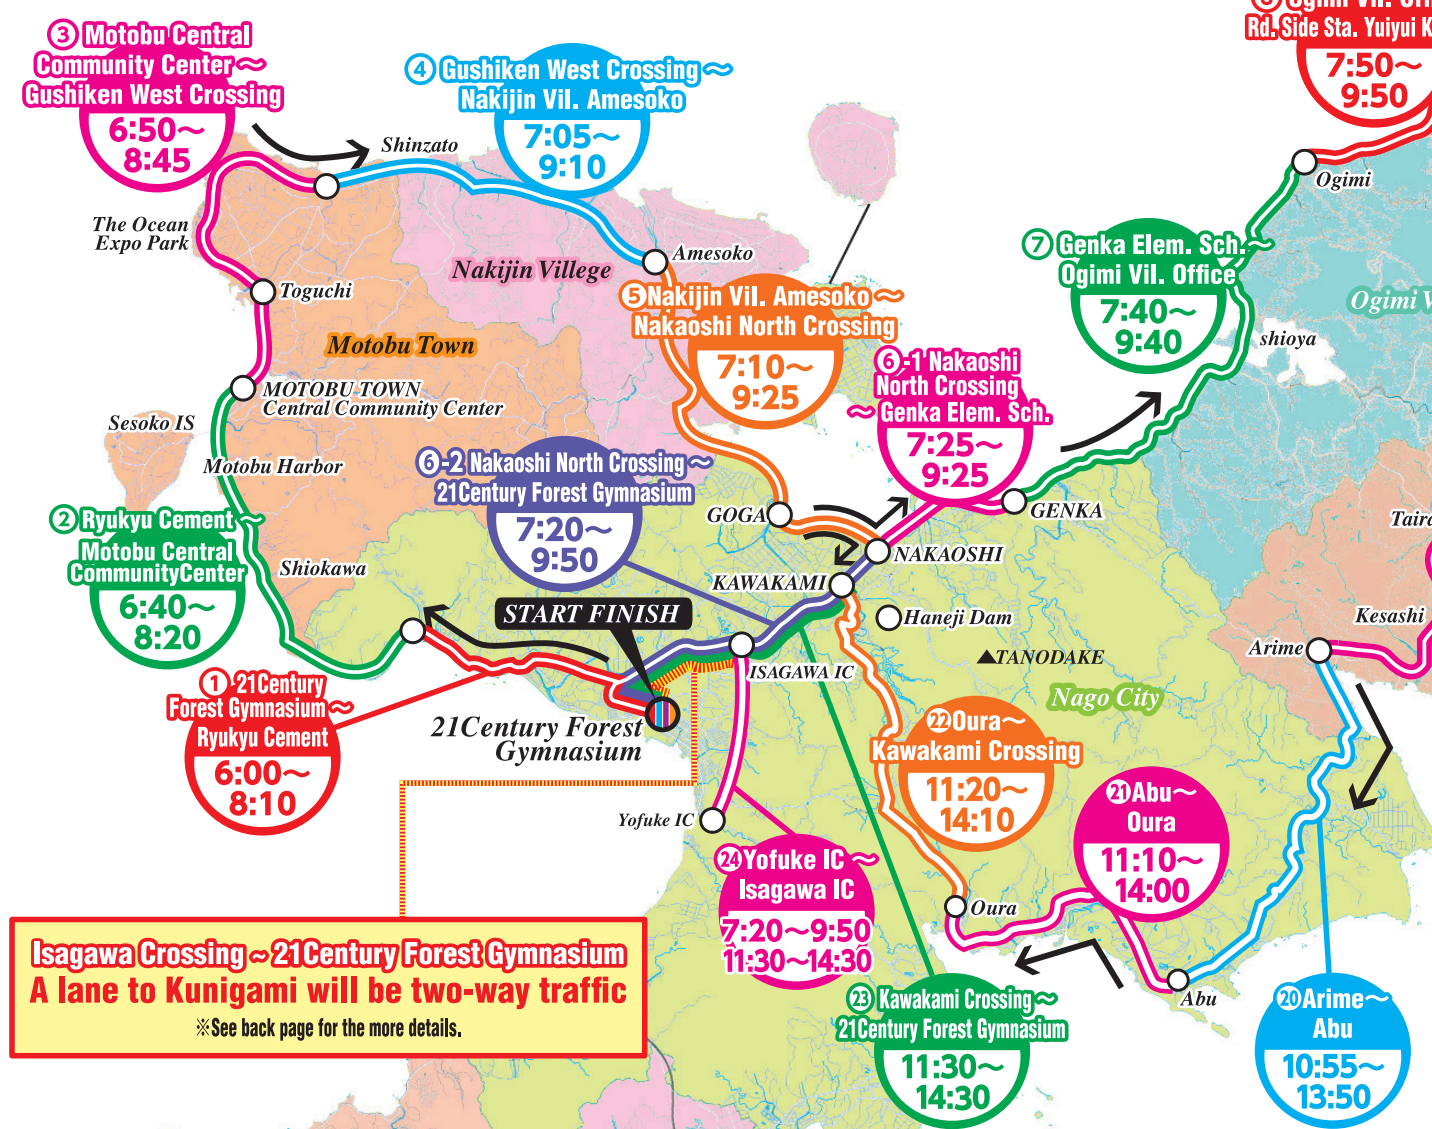 ③ Motobu Central
Community Center～
Gushiken West Crossing
6:50～
8:45
④ Gushiken West Crossing～
Nakijin Vil. Amesoko
7:05～
9:10
Rd. Side Sta. Yuiyui K
7:50～
9:50
Shinzato
Ogimi
The Ocean
Expo Park
Nakijin Villege
Amesoko
⑦ Genka Elem. Sch.～
Ogimi Vil. Office
7:40～
9:40
Toguchi
⑤Nakijin Vil. Amesoko～
Nakaoshi North Crossing
7:10～
9:25
Ogimi V
shioya
Motobu Town
⑥-1 Nakaoshi
North Crossing
～Genka Elem. Sch.
7:25～
9:25
MOTOBU TOWN
Central Community Center
Sesoko IS
Motobu Harbor
⑥-2 Nakaoshi North Crossing～
21Century Forest Gymnasium
7:20～
9:50
GOGA
GENKA
Taira
② Ryukyu Cement～
Motobu Central
CommunityCenter
6:40～
8:20
Shiokawa
NAKAOSHI
KAWAKAMI
START FINISH
Haneji Dam
Kesashi
Arime
▲TANODAKE
ISAGAWA IC
① 21Century
Forest Gymnasium～
Ryukyu Cement
6:00～
8:10
21Century Forest
Gymnasium
Nago City
㉒Oura～
Kawakami Crossing
11:20～
14:10
㉑Abu～
Oura
11:10～
14:00
Yofuke IC
㉔Yofuke IC～
Isagawa IC
7:20～9:50
11:30～14:30
Oura
Isagawa Crossing～21Century Forest Gymnasium
A lane to Kunigami will be two-way traffic
※See back page for the more details.
㉓ Kawakami Crossing～
21Century Forest Gymnasium
11:30～
14:30
Abu
⑳Arime～
Abu
10:55～
13:50